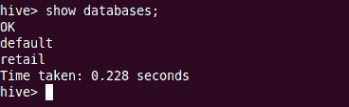 hive> show databases;
OK
default
retail
Time taken: 0.228 seconds
hive>